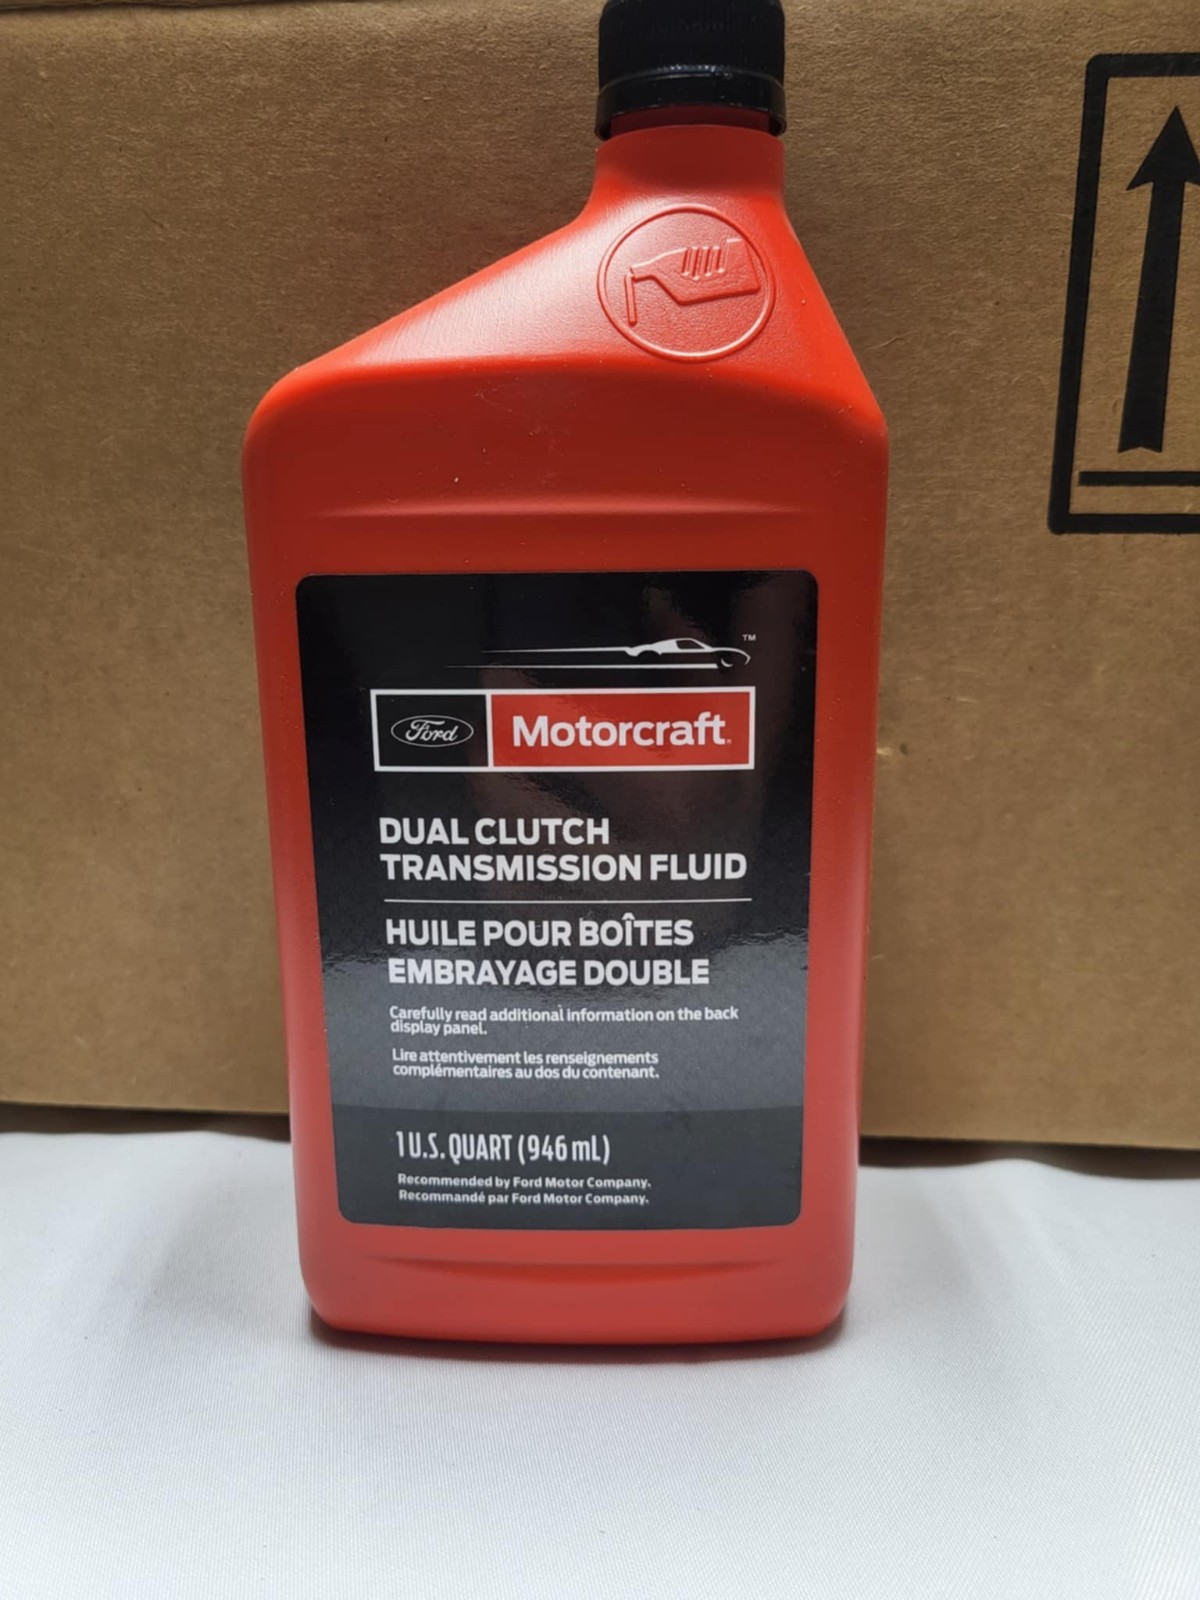 TM
Ford Motorcraft®
DUAL CLUTCH
TRANSMISSION FLUID
HUILE POUR BOÎTES
EMBRAYAGE DOUBLE
Carefully read additional information on the back
display panel.
Lire attentivement les renseignements
complémentaires au dos du contenant.
1 U.S. QUART (946 mL)
Recommended by Ford Motor Company.
Recommandé par Ford Motor Company.